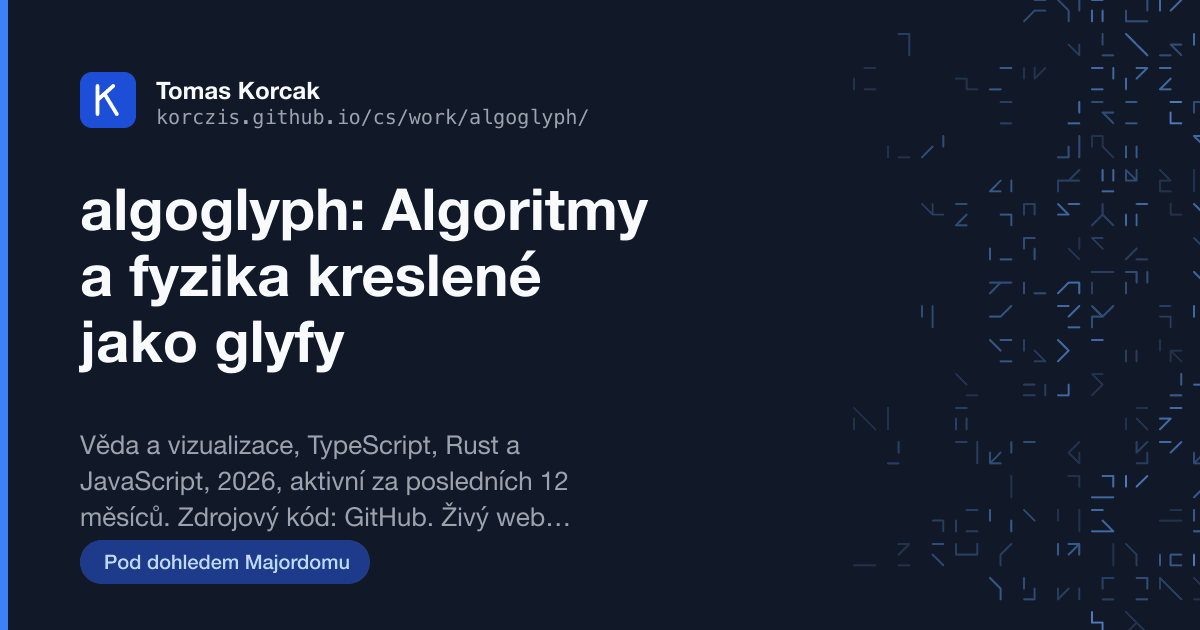 K
Tomas Korcak
korczis.github.io/cs/work/algoglyph/
algoglyph: Algoritmy
a fyzika kreslené
jako glyfy
Věda a vizualizace, TypeScript, Rust a
JavaScript, 2026, aktivní za posledních 12
měsíců. Zdrojový kód: GitHub. Živý web…
Pod dohledem Majordomu